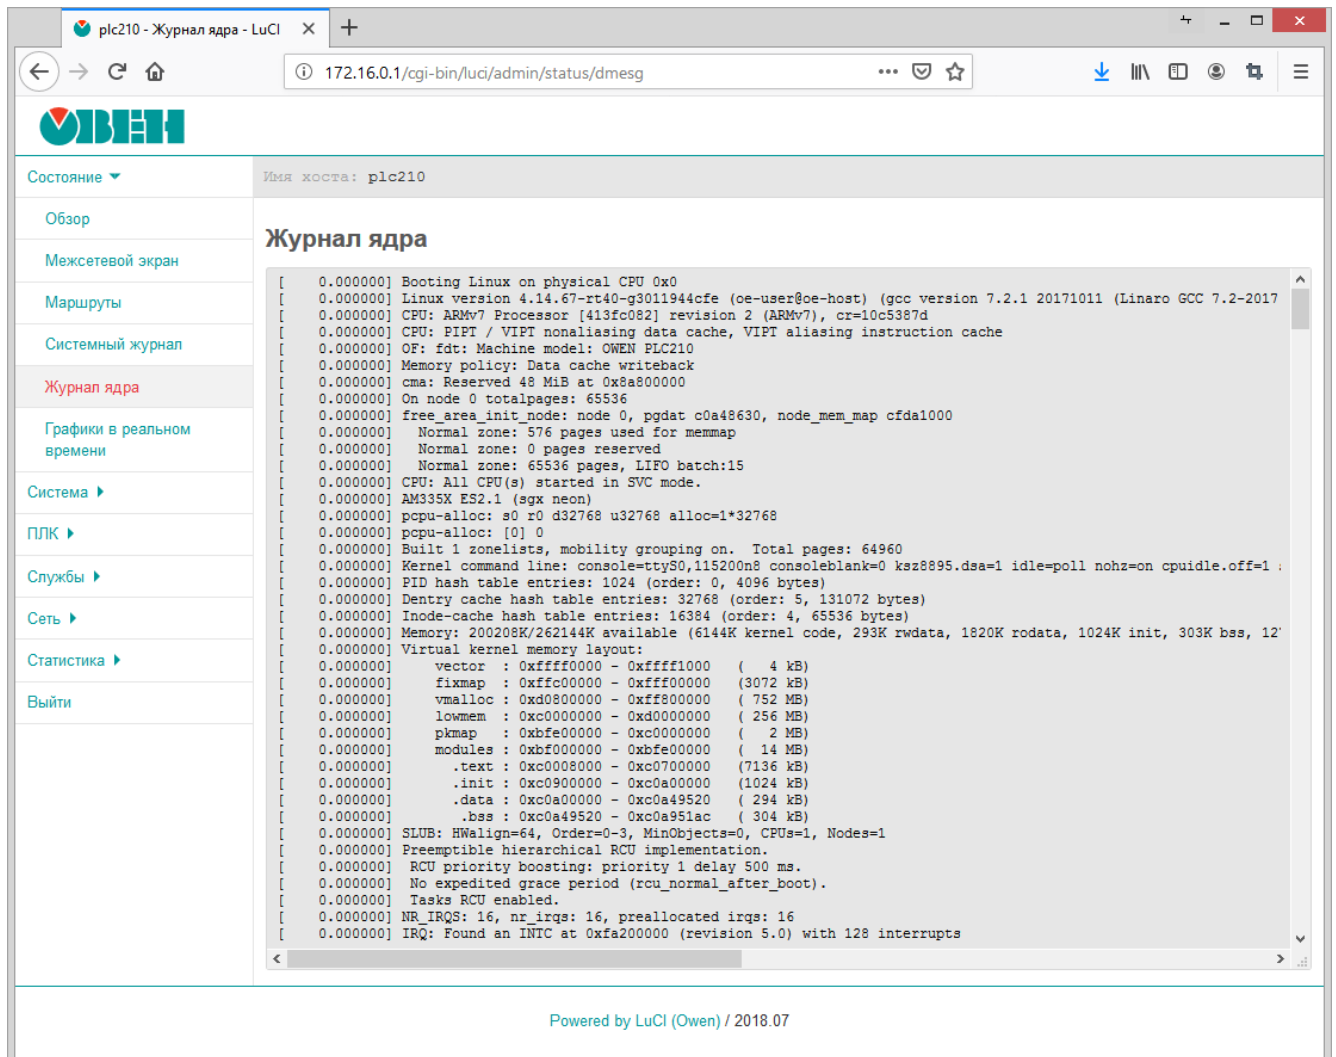 plc210 - Журнал ядра - LuCI
172.16.0.1/cgi-bin/luci/admin/status/dmesg
ОВЕН
Состояние
Обзор
Межсетевой экран
Маршруты
Системный журнал
Журнал ядра
Графики в реальном
времени
Система
ПЛК
Службы
Сеть
Статистика
Выйти
Имя хоста: plc210
Журнал ядра
[    0.000000] Booting Linux on physical CPU 0x0
[    0.000000] Linux version 4.14.67-rt40-g3011944cfe (oe-user@oe-host) (gcc version 7.2.1 20171011 (Linaro GCC 7.2-2017
[    0.000000] CPU: ARMv7 Processor [413fc082] revision 2 (ARMv7), cr=10c5387d
[    0.000000] CPU: PIPT / VIPT nonaliasing data cache, VIPT aliasing instruction cache
[    0.000000] OF: fdt: Machine model: OWEN PLC210
[    0.000000] Memory policy: Data cache writeback
[    0.000000] cma: Reserved 48 MiB at 0x8a800000
[    0.000000] On node 0 totalpages: 65536
[    0.000000] free_area_init_node: node 0, pgdat c0a48630, node_mem_map cfda1000
[    0.000000]   Normal zone: 576 pages used for memmap
[    0.000000]   Normal zone: 0 pages reserved
[    0.000000]   Normal zone: 65536 pages, LIFO batch:15
[    0.000000] CPU: All CPU(s) started in SVC mode.
[    0.000000] AM335X ES2.1 (sgx neon)
[    0.000000] pcpu-alloc: s0 r0 d32768 u32768 alloc=1*32768
[    0.000000] pcpu-alloc: [0] 0
[    0.000000] Built 1 zonelists, mobility grouping on.  Total pages: 64960
[    0.000000] Kernel command line: console=ttyS0,115200n8 consoleblank=0 ksz8895.dsa=1 idle=poll nohz=on cpuidle.off=1
[    0.000000] PID hash table entries: 1024 (order: 0, 4096 bytes)
[    0.000000] Dentry cache hash table entries: 32768 (order: 5, 131072 bytes)
[    0.000000] Inode-cache hash table entries: 16384 (order: 4, 65536 bytes)
[    0.000000] Memory: 200208K/262144K available (6144K kernel code, 293K rwdata, 1820K rodata, 1024K init, 303K bss,
[    0.000000] Virtual kernel memory layout:
[    0.000000]     vector  : 0xffff0000 - 0xffff1000   (   4 kB)
[    0.000000]     fixmap  : 0xffc00000 - 0xfff00000   (3072 kB)
[    0.000000]     vmalloc : 0xd0800000 - 0xff800000   ( 752 MB)
[    0.000000]     lowmem  : 0xc0000000 - 0xd0000000   ( 256 MB)
[    0.000000]     pkmap   : 0xbfe00000 - 0xc0000000   (   2 MB)
[    0.000000]     modules : 0xbf000000 - 0xbfe00000   (  14 MB)
[    0.000000]       .text : 0xc0008000 - 0xc0700000   (7136 kB)
[    0.000000]       .init : 0xc0900000 - 0xc0a00000   (1024 kB)
[    0.000000]       .data : 0xc0a00000 - 0xc0a49520   ( 294 kB)
[    0.000000]        .bss : 0xc0a49520 - 0xc0a951ac   ( 304 kB)
[    0.000000] SLUB: HWalign=64, Order=0-3, MinObjects=0, CPUs=1, Nodes=1
[    0.000000] Preemptible hierarchical RCU implementation.
[    0.000000]  RCU priority boosting: priority 1 delay 500 ms.
[    0.000000]  No expedited grace period (rcu_normal_after_boot).
[    0.000000]  Tasks RCU enabled.
[    0.000000] NR_IRQS: 16, nr_irqs: 16, preallocated irqs: 16
[    0.000000] IRQ: Found an INTC at 0xfa200000 (revision 5.0) with 128 interrupts
Powered by LuCI (Owen) / 2018.07